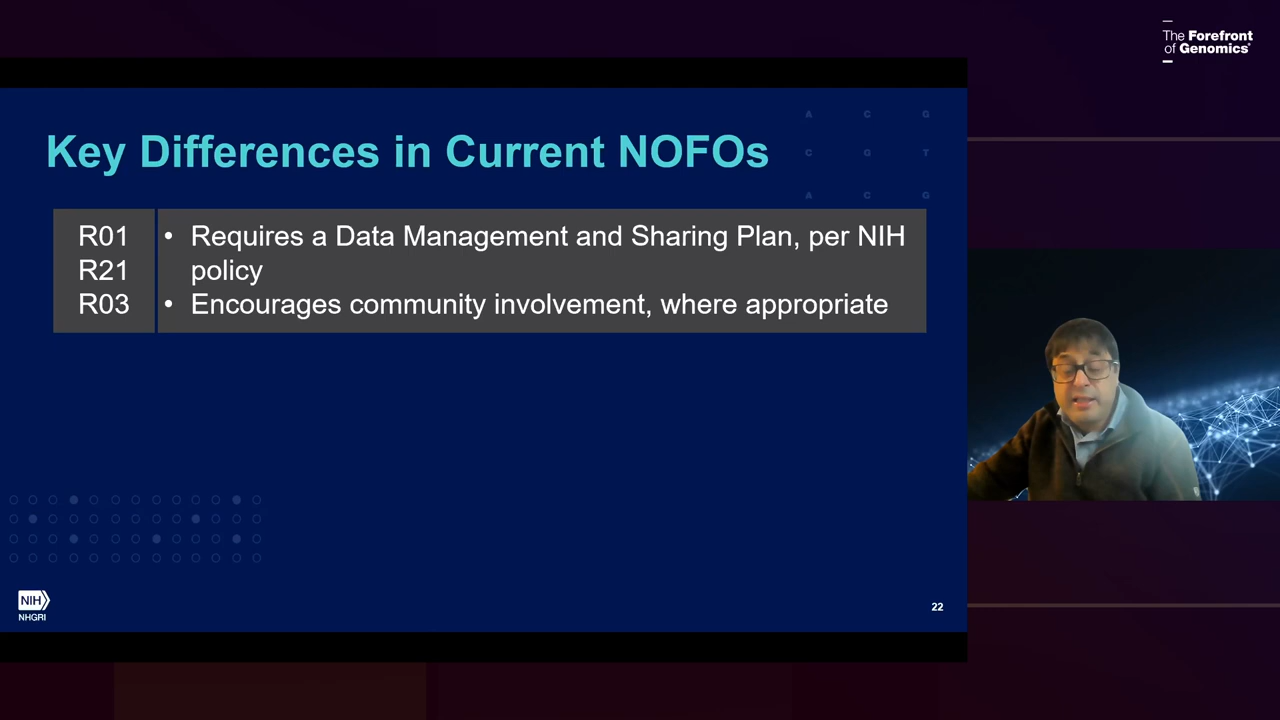 The Forefront
of Genomics®
A C G
Key Differences in Current NOFOs
C G T
A C G
R01
R21
R03
• Requires a Data Management and Sharing Plan, per NIH
policy
• Encourages community involvement, where appropriate
NIH
NHGRI
22